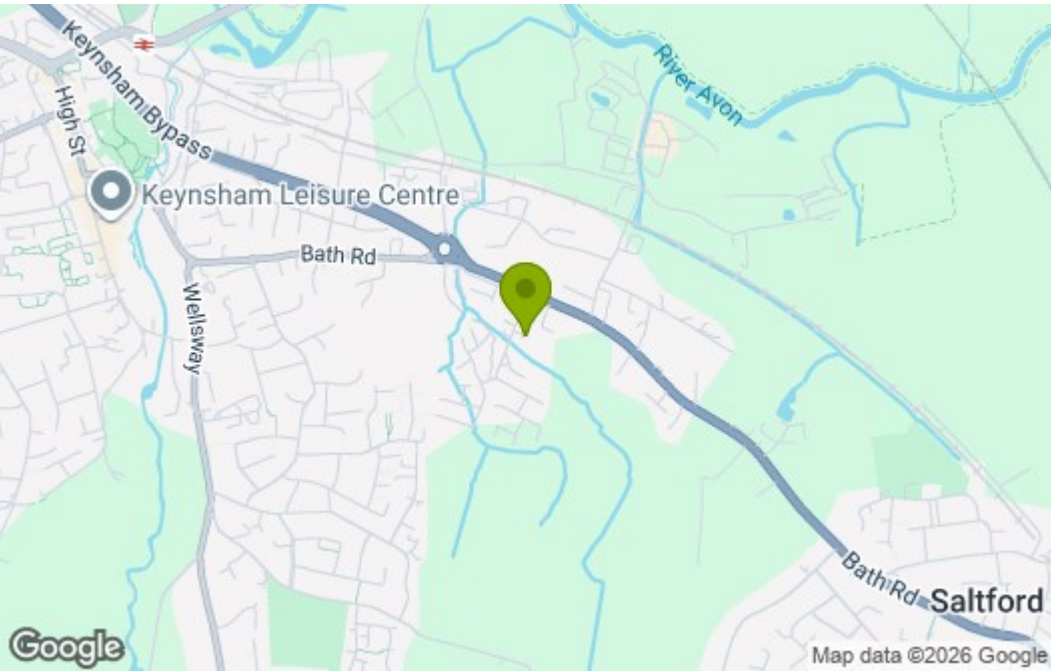 Keynsham Bypass
High St
River Avon
Keynsham Leisure Centre
Bath Rd
Wellsway
Bath Rd
Saltford
Google
Map data ©2026 Google